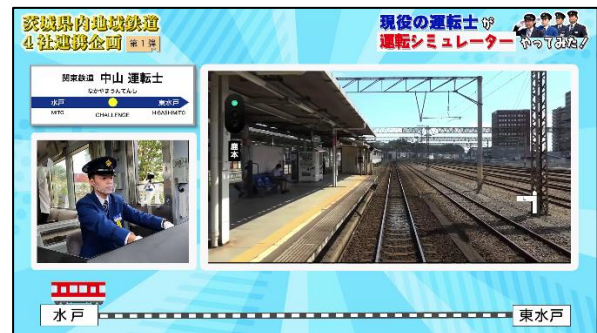 茨城県内地域鉄道
4社連携企画 第1弾
現役の運転士が
運転シミュレーター やってみた!
関東鉄道 中山 運転士
なかやまうんてんし
水戸 東水戸
MITO CHALLENGE HIGASHIMITO
水戸
東水戸